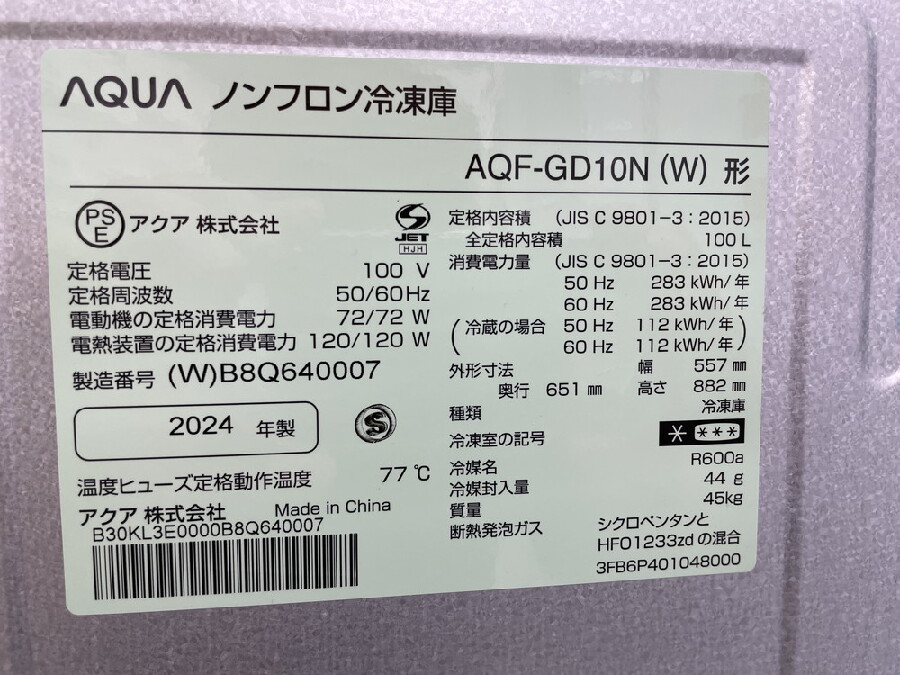 AQUA ノンフロン冷凍庫
AQF-GD10N (W) 形
PS E アクア 株式会社
JET
HJH
定格電圧 100 V
定格周波数 50/60 Hz
電動機の定格消費電力 72/72 W
電熱装置の定格消費電力 120/120 W
製造番号 (W)B8Q640007
2024 年製
S
温度ヒューズ定格動作温度 77 ℃
アクア 株式会社 Made in China
B30KL3E0000B8Q640007
定格内容積 (JIS C 9801-3 : 2015)
全定格内容積 100 L
消費電力量 (JIS C 9801-3 : 2015)
50 Hz 283 kWh/年
60 Hz 283 kWh/年
(冷蔵の場合 50 Hz 112 kWh/年
60 Hz 112 kWh/年)
外形寸法 幅 557 ㎜
奥行 651 ㎜ 高さ 882 ㎜
種類 冷凍庫
冷凍室の記号 * ***
冷媒名 R600a
冷媒封入量 44 g
質量 45kg
断熱発泡ガス シクロペンタンと
HFO1233zd の混合
3FB6P401048000